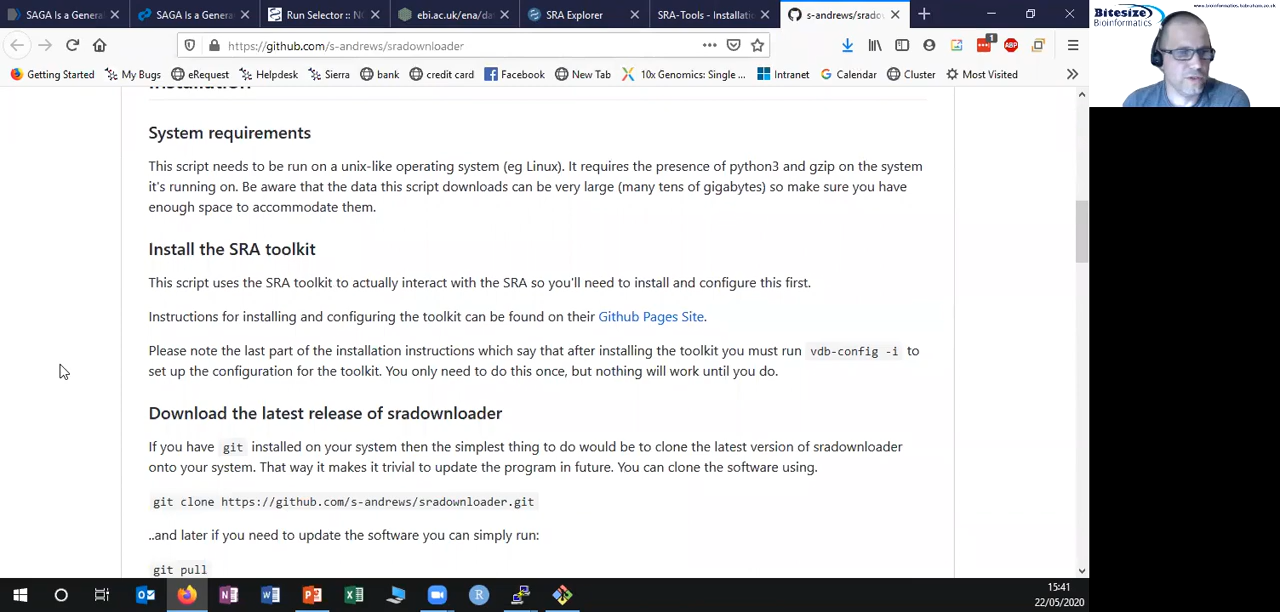 SAGA Is a Genera
SAGA Is a Genera
Run Selector :: NC
ebi.ac.uk/ena/da
SRA Explorer
SRA-Tools - Installati
s-andrews/sradow
https://github.com/s-andrews/sradownloader
Getting Started
My Bugs
eRequest
Helpdesk
Sierra
bank
credit card
Facebook
New Tab
10x Genomics: Single ...
Intranet
Calendar
Cluster
Most Visited
1
ABP
Bitesize
Bioinformatics
www.bioinformatics.babraham.ac.uk
Installation
System requirements
This script needs to be run on a unix-like operating system (eg Linux). It requires the presence of python3 and gzip on the system
it's running on. Be aware that the data this script downloads can be very large (many tens of gigabytes) so make sure you have
enough space to accommodate them.
Install the SRA toolkit
This script uses the SRA toolkit to actually interact with the SRA so you'll need to install and configure this first.
Instructions for installing and configuring the toolkit can be found on their Github Pages Site.
Please note the last part of the installation instructions which say that after installing the toolkit you must run vdb-config -i to
set up the configuration for the toolkit. You only need to do this once, but nothing will work until you do.
Download the latest release of sradownloader
If you have git installed on your system then the simplest thing to do would be to clone the latest version of sradownloader
onto your system. That way it makes it trivial to update the program in future. You can clone the software using.
git clone https://github.com/s-andrews/sradownloader.git
..and later if you need to update the software you can simply run:
git pull
15:41
22/05/2020